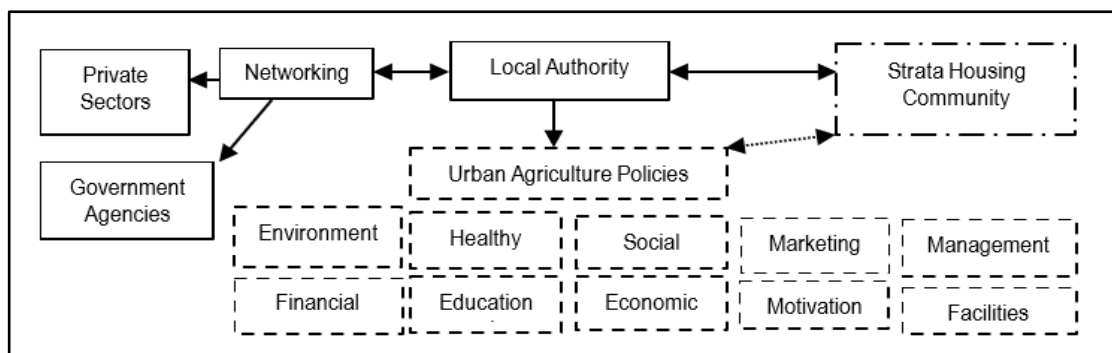 Private
Sectors
Networking
Local Authority
Strata Housing
Community
Government
Agencies
Urban Agriculture Policies
Environment
Healthy
Social
Marketing
Management
Financial
Education
Economic
Motivation
Facilities